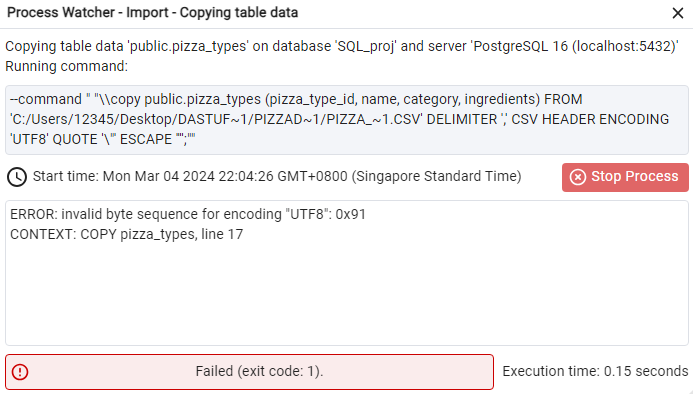 Process Watcher - Import - Copying table data
Copying table data 'public.pizza_types' on database 'SQL_proj' and server 'PostgreSQL 16 (localhost:5432)'
Running command:
--command " "\\copy public.pizza_types (pizza_type_id, name, category, ingredients) FROM
'C:/Users/12345/Desktop/DASTUF~1/PIZZAD~1/PIZZA_~1.CSV' DELIMITER ',' CSV HEADER ENCODING
'UTF8' QUOTE '\"' ESCAPE '''';""
Start time: Mon Mar 04 2024 22:04:26 GMT+0800 (Singapore Standard Time)
Stop Process
ERROR: invalid byte sequence for encoding "UTF8": 0x91
CONTEXT: COPY pizza_types, line 17
Failed (exit code: 1).
Execution time: 0.15 seconds